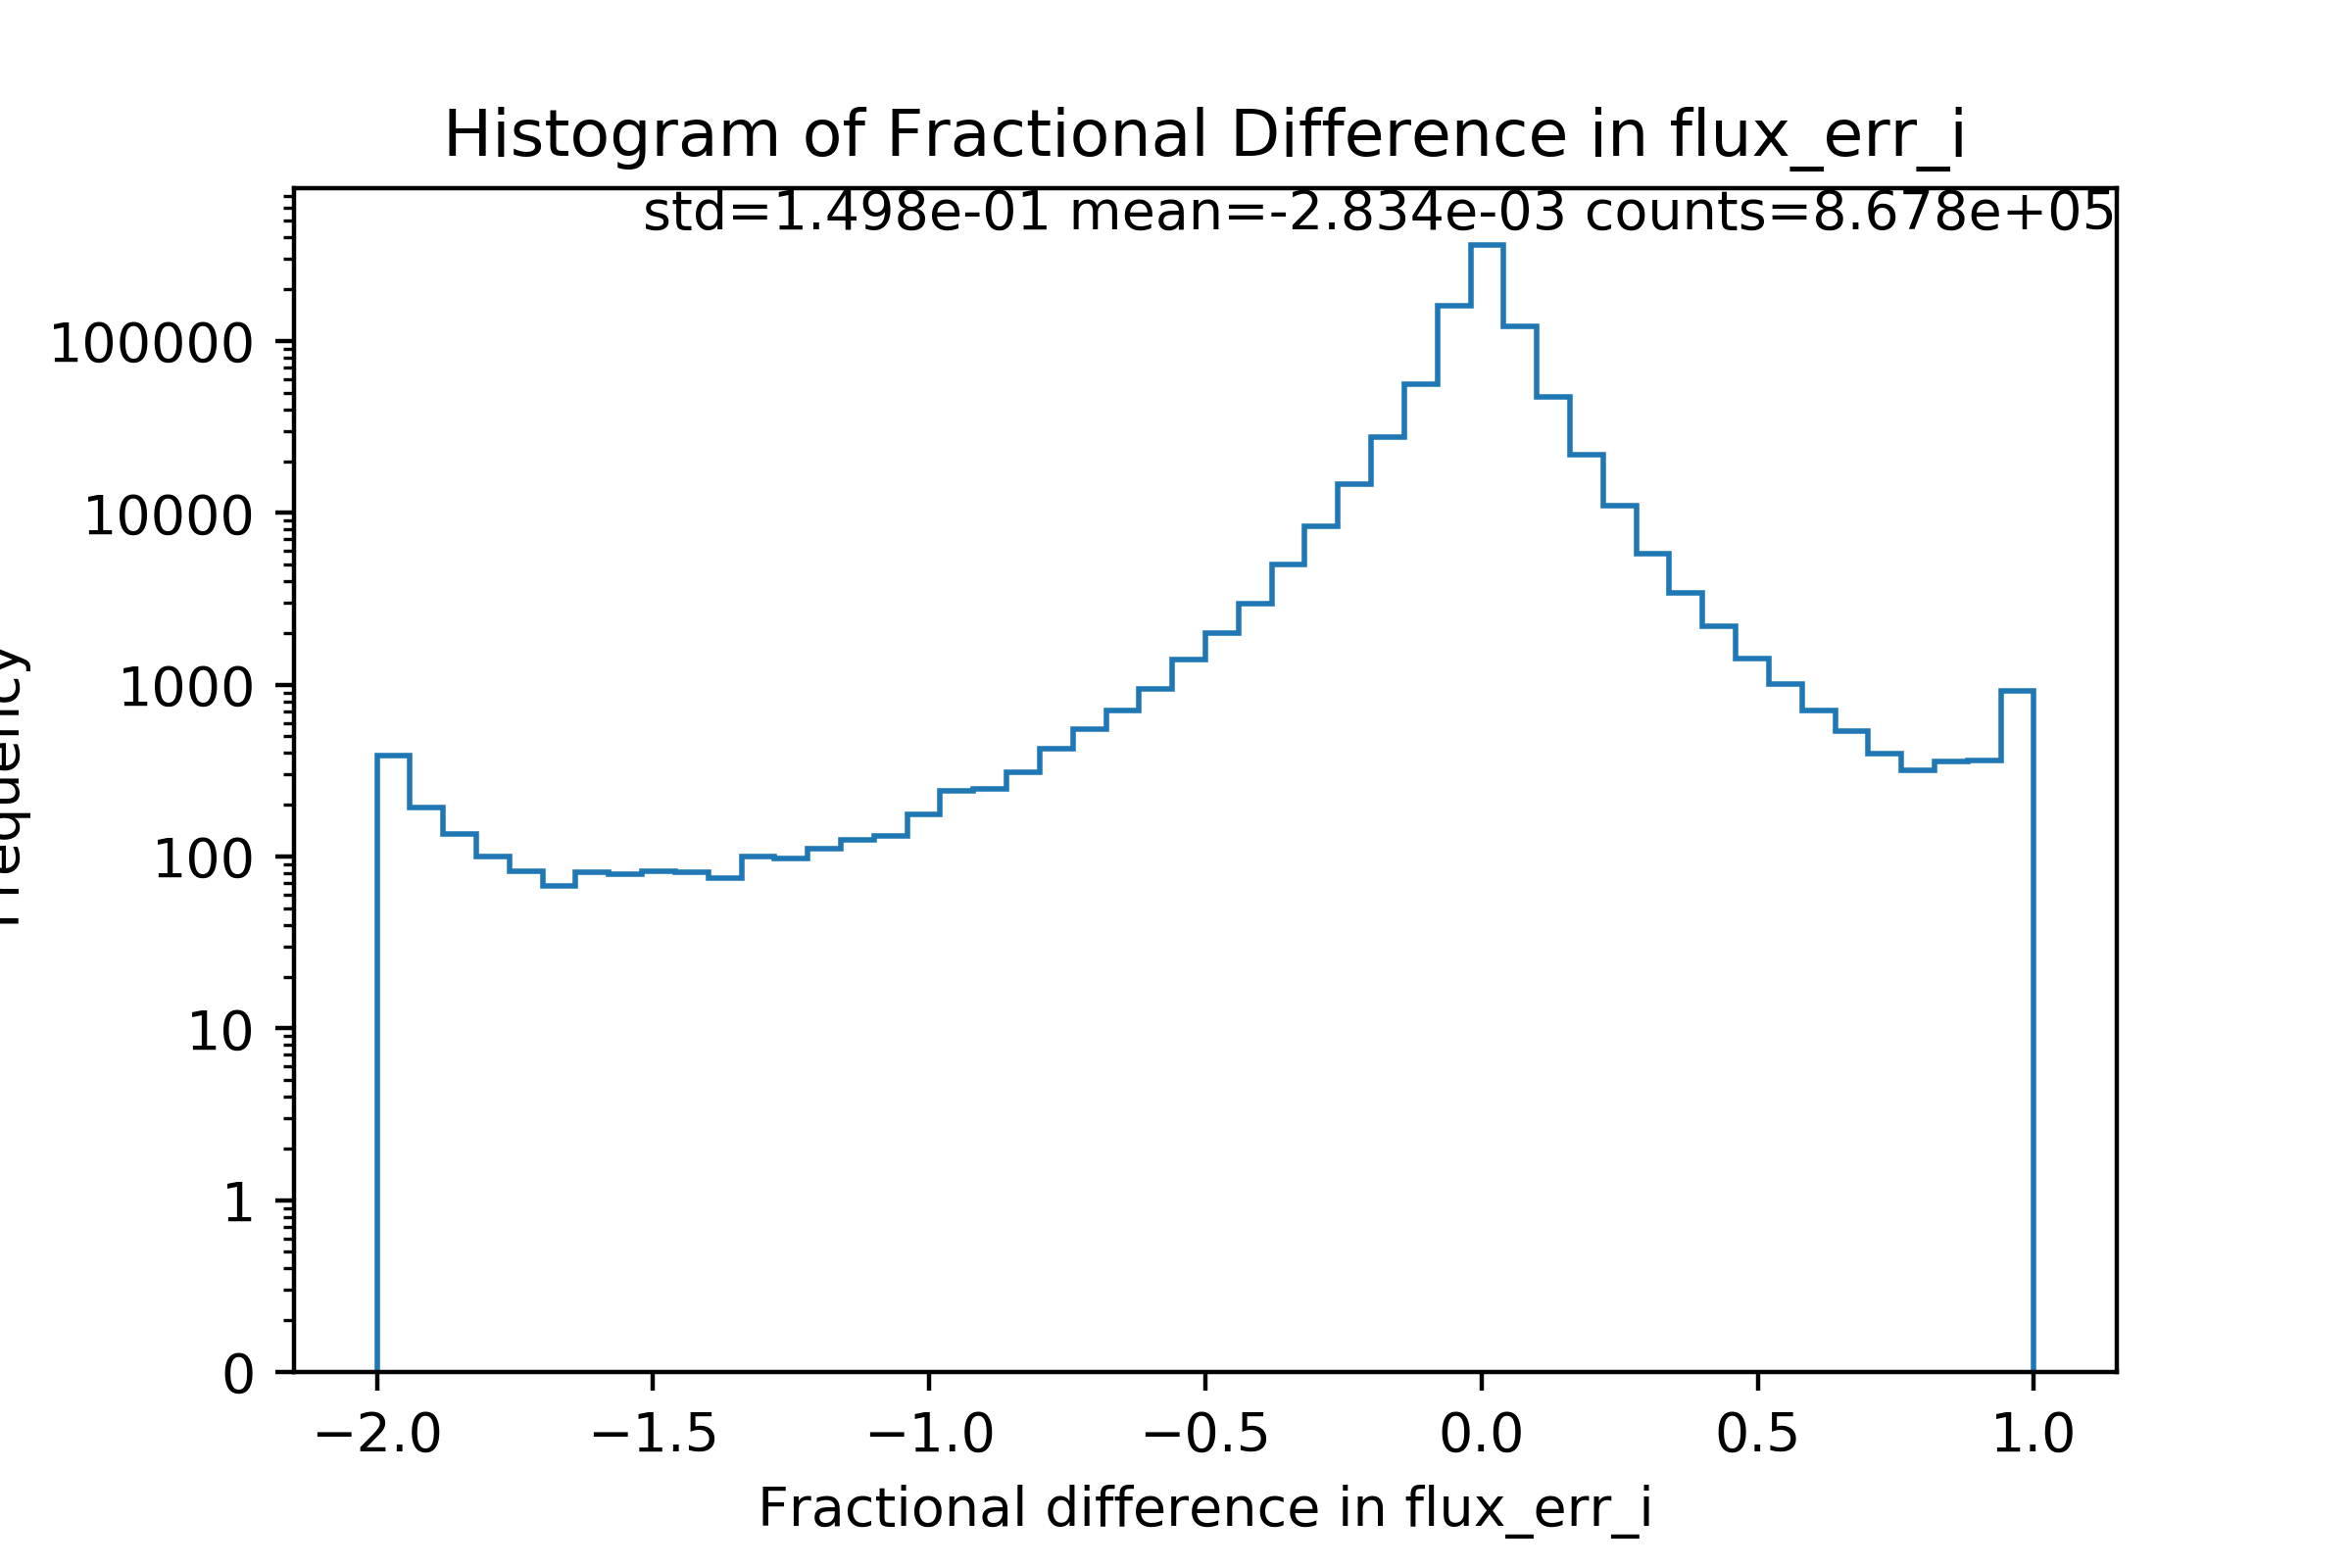 Histogram of Fractional Difference in flux_err_i
std=1.498e-01 mean=-2.834e-03 counts=8.678e+05
100000
10000
1000
100
10
1
0
Frequency
−2.0 −1.5 −1.0 −0.5 0.0 0.5 1.0
Fractional difference in flux_err_i